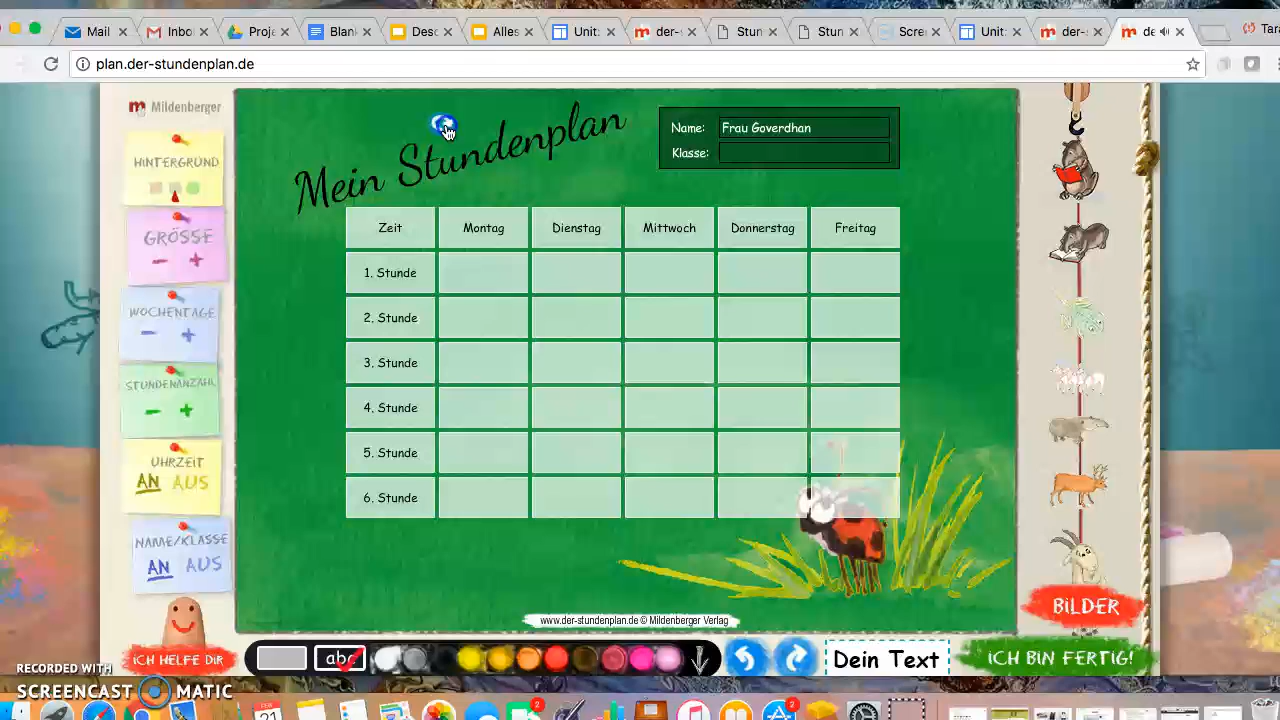 Mail
Inbo
Proj
Blan
Desc
Alles
Unit
der-
Stun
Stun
Scre
Unit
der-
de
Tara
plan.der-stundenplan.de
Mildenberger
Mein Stundenplan
Name: Frau Goverdhan
Klasse:
HINTERGRUND
GRÖSSE
- +
WOCHENTAGE
- +
STUNDENANZAHL
- +
UHRZEIT
AN AUS
NAME/KLASSE
AN AUS
Zeit Montag Dienstag Mittwoch Donnerstag Freitag
1. Stunde
2. Stunde
3. Stunde
4. Stunde
5. Stunde
6. Stunde
www.der-stundenplan.de © Mildenberger Verlag
BILDER
iCH HELFE DiR
abc
Dein Text
iCH BiN FERTiG!
RECORDED WITH
SCREENCAST MATIC
2
2